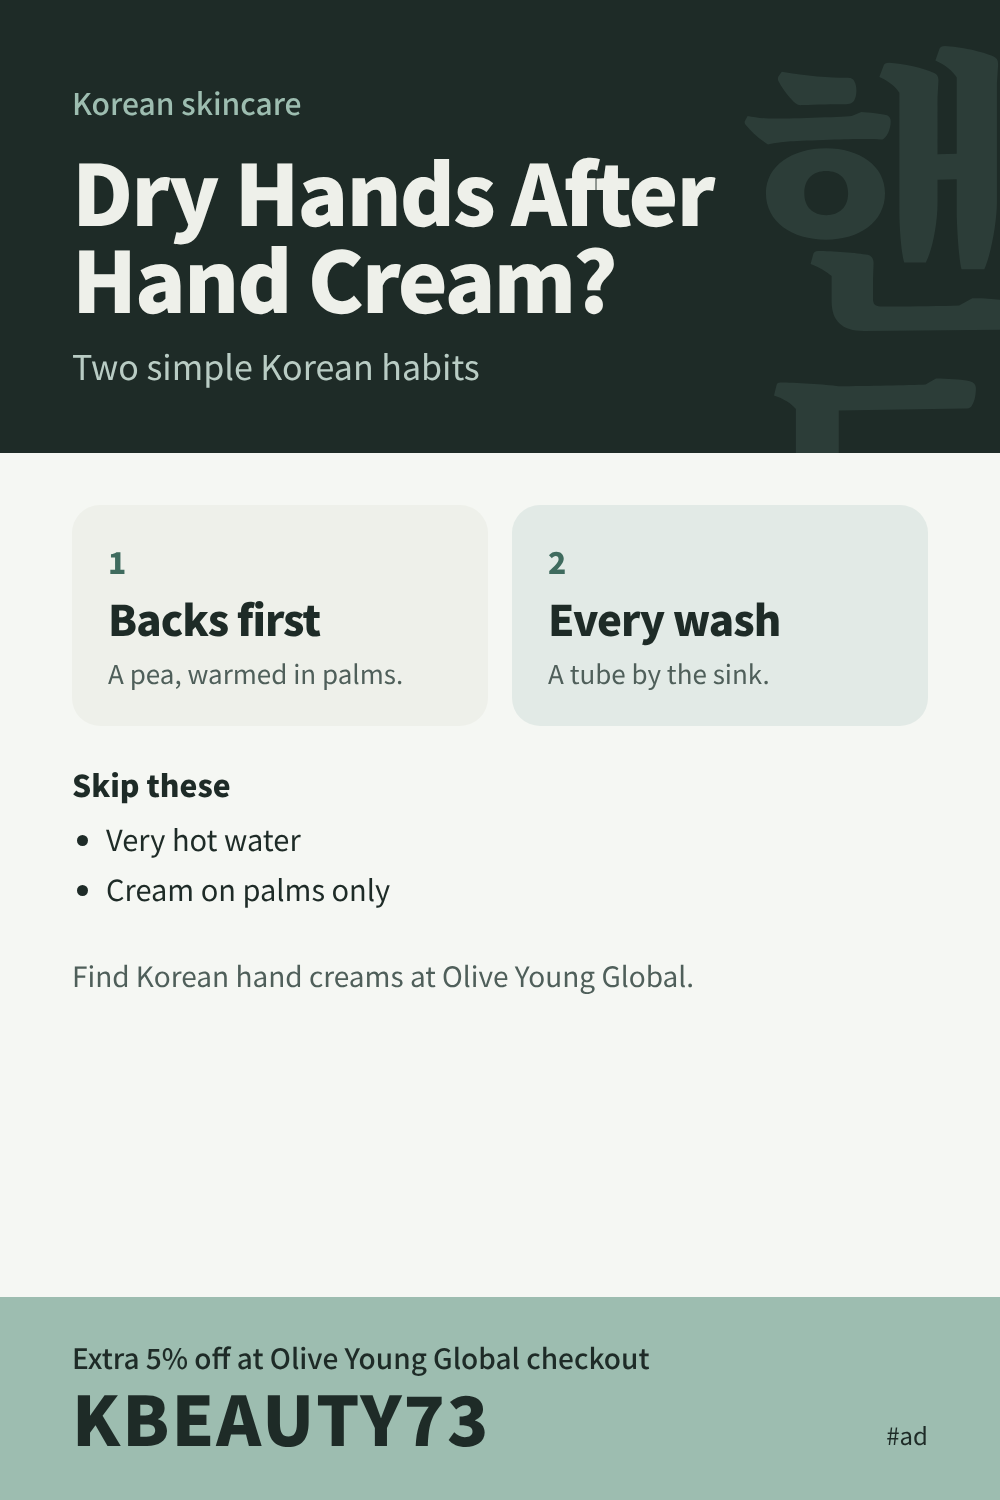 Korean skincare
핸
Dry Hands After
Hand Cream?
Two simple Korean habits
1
Backs first
A pea, warmed in palms.
2
Every wash
A tube by the sink.
Skip these
• Very hot water
• Cream on palms only
Find Korean hand creams at Olive Young Global.
Extra 5% off at Olive Young Global checkout
KBEAUTY73
#ad